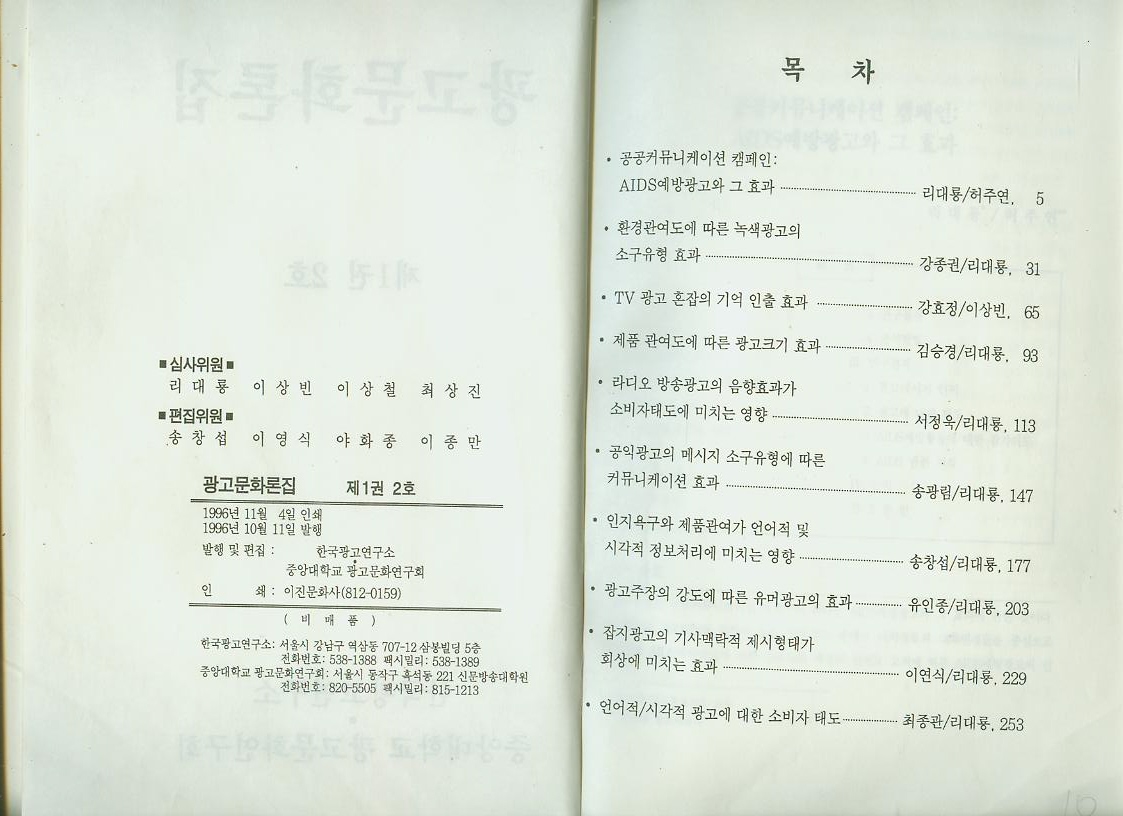 ■심사위원■
리대룡 이상빈 이상철 최상진
■편집위원■
송창섭 이영식 야화종 이종만
광고문화론집 제1권 2호
1996년 11월 4일 인쇄
1996년 10월 11일 발행
발행 및 편집 : 한국광고연구소
중앙대학교 광고문화연구회
인 쇄 : 이진문화사(812-0159)
( 비 매 품 )
한국광고연구소: 서울시 강남구 역삼동 707-12 삼봉빌딩 5층
전화번호: 538-1388 팩시밀리: 538-1389
중앙대학교 광고문화연구회: 서울시 동작구 흑석동 221 신문방송대학원
전화번호: 820-5505 팩시밀리: 815-1213
목 차
• 공공커뮤니케이션 캠페인:
AIDS예방광고와 그 효과 ········ 리대룡/허주연, 5
• 환경관여도에 따른 녹색광고의
소구유형 효과 ········ 강종권/리대룡, 31
• TV 광고 혼잡의 기억 인출 효과 ········ 강효정/이상빈, 65
• 제품 관여도에 따른 광고크기 효과 ········ 김승경/리대룡, 93
• 라디오 방송광고의 음향효과가
소비자태도에 미치는 영향 ········ 서정욱/리대룡, 113
• 공익광고의 메시지 소구유형에 따른
커뮤니케이션 효과 ········ 송광림/리대룡, 147
• 인지욕구와 제품관여가 언어적 및
시각적 정보처리에 미치는 영향 ········ 송창섭/리대룡, 177
• 광고주장의 강도에 따른 유머광고의 효과 ········ 유인종/리대룡, 203
• 잡지광고의 기사맥락적 제시형태가
회상에 미치는 효과 ········ 이연식/리대룡, 229
• 언어적/시각적 광고에 대한 소비자 태도 ········ 최종관/리대룡, 253